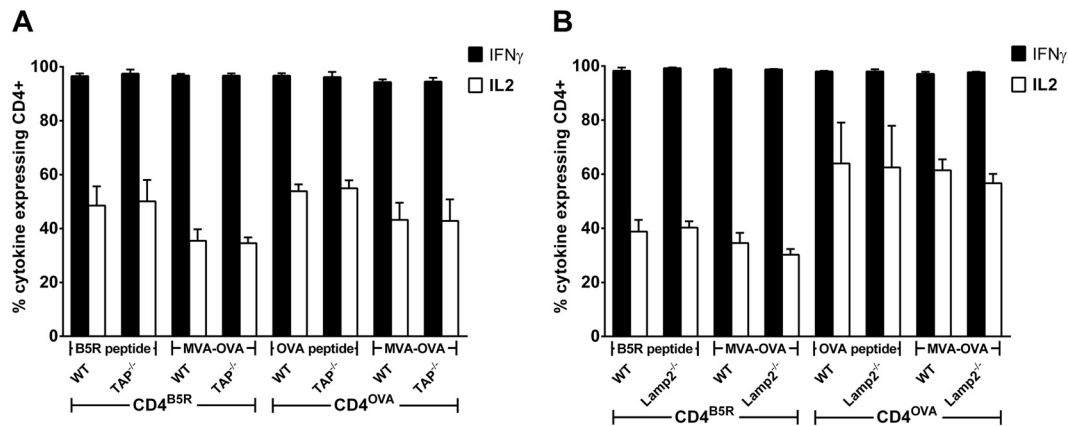 A
IFNγ
IL2
% cytokine expressing CD4+
100
80
60
40
20
0
B5R peptide
MVA-OVA
OVA peptide
MVA-OVA
WT
TAP-/-
WT
TAP-/-
WT
TAP-/-
WT
TAP-/-
CD4B5R
CD4OVA
B
IFNγ
IL2
% cytokine expressing CD4+
100
80
60
40
20
0
B5R peptide
MVA-OVA
OVA peptide
MVA-OVA
WT
Lamp2-/-
WT
Lamp2-/-
WT
Lamp2-/-
WT
Lamp2-/-
CD4B5R
CD4OVA